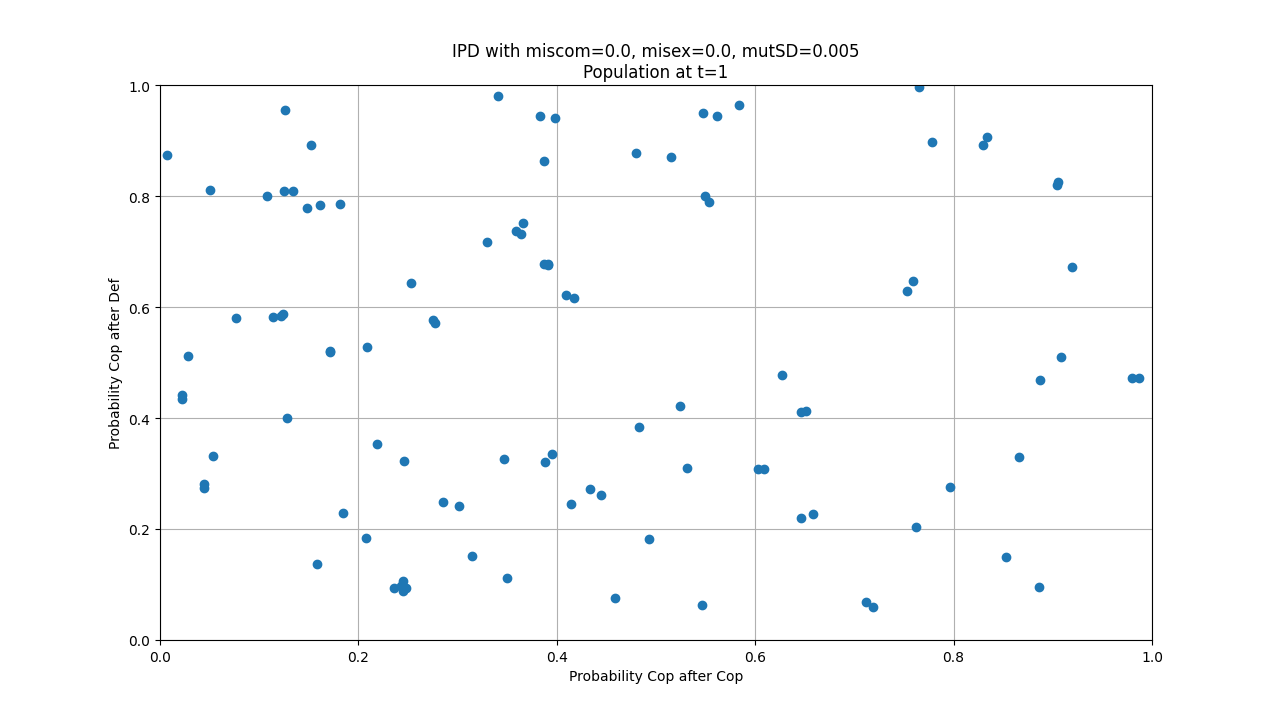 IPD with miscom=0.0, misex=0.0, mutSD=0.005
Population at t=1
1.0
0.8
0.6
0.4
0.2
0.0
Probability Cop after Def
0.0 0.2 0.4 0.6 0.8 1.0
Probability Cop after Cop